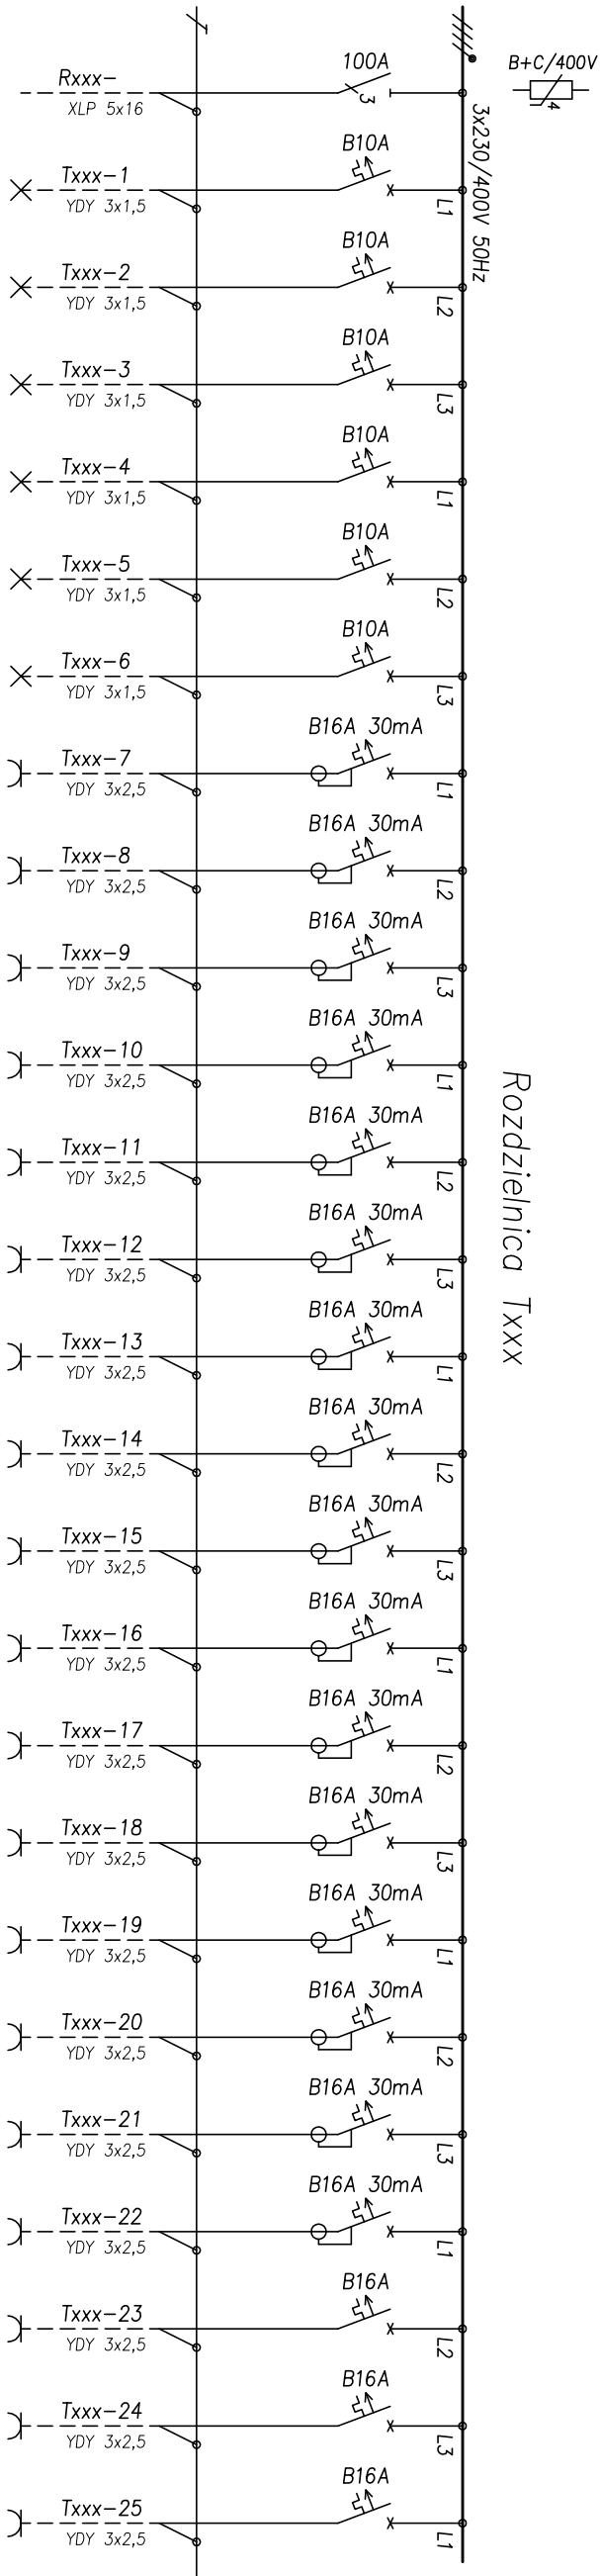 B+C/400V
4
3x230/400V 50Hz
Rozdzielnica Txxx
100A
3
Rxxx-
XLP 5x16
B10A
Txxx-1
YDY 3x1,5
L1
B10A
Txxx-2
YDY 3x1,5
L2
B10A
Txxx-3
YDY 3x1,5
L3
B10A
Txxx-4
YDY 3x1,5
L1
B10A
Txxx-5
YDY 3x1,5
L2
B10A
Txxx-6
YDY 3x1,5
L3
B16A 30mA
Txxx-7
YDY 3x2,5
L1
B16A 30mA
Txxx-8
YDY 3x2,5
L2
B16A 30mA
Txxx-9
YDY 3x2,5
L3
B16A 30mA
Txxx-10
YDY 3x2,5
L1
B16A 30mA
Txxx-11
YDY 3x2,5
L2
B16A 30mA
Txxx-12
YDY 3x2,5
L3
B16A 30mA
Txxx-13
YDY 3x2,5
L1
B16A 30mA
Txxx-14
YDY 3x2,5
L2
B16A 30mA
Txxx-15
YDY 3x2,5
L3
B16A 30mA
Txxx-16
YDY 3x2,5
L1
B16A 30mA
Txxx-17
YDY 3x2,5
L2
B16A 30mA
Txxx-18
YDY 3x2,5
L3
B16A 30mA
Txxx-19
YDY 3x2,5
L1
B16A 30mA
Txxx-20
YDY 3x2,5
L2
B16A 30mA
Txxx-21
YDY 3x2,5
L3
B16A 30mA
Txxx-22
YDY 3x2,5
L1
B16A
Txxx-23
YDY 3x2,5
L2
B16A
Txxx-24
YDY 3x2,5
L3
B16A
Txxx-25
YDY 3x2,5
L1